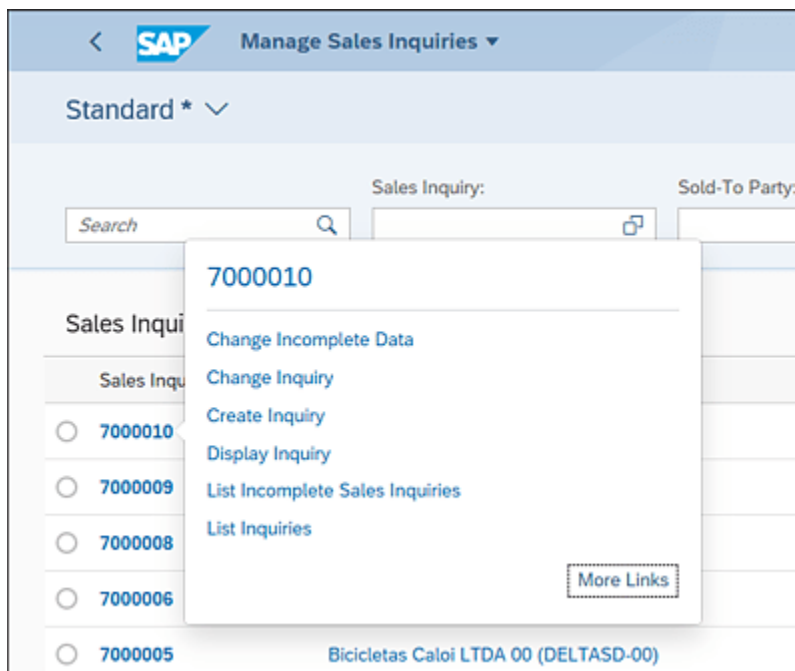 SAP Manage Sales Inquiries
Standard *
Sales Inquiry: Sold-To Party:
Search
7000010
Sales Inqui
Change Incomplete Data
Sales Inqu
Change Inquiry
Create Inquiry
7000010
Display Inquiry
7000009
List Incomplete Sales Inquiries
List Inquiries
7000008
More Links
7000006
7000005 Bicicletas Caloi LTDA 00 (DELTASD-00)